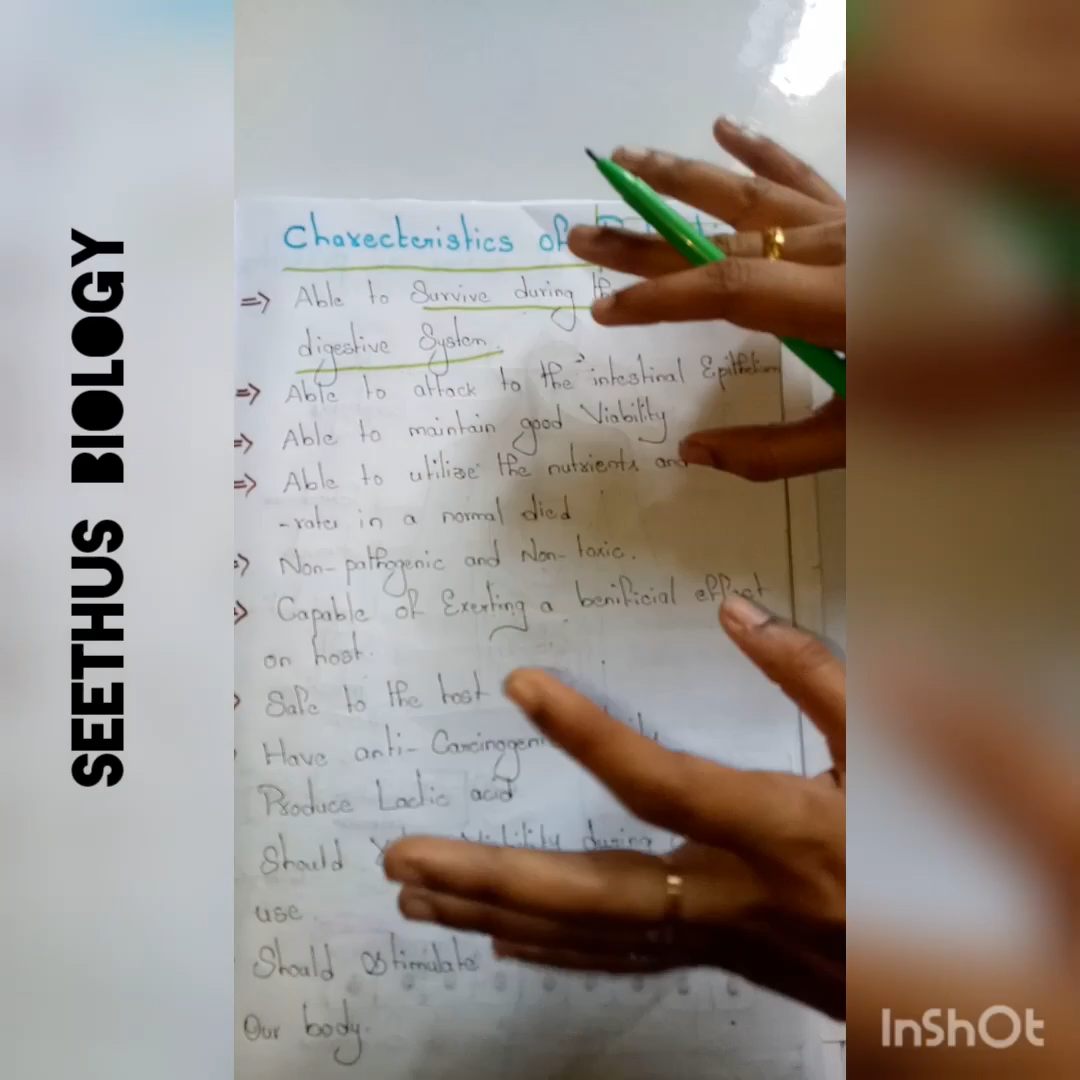 SEETHUS BIOLOGY
Charecteristics of
=> Able to Survive during
digestive System.
=> Able to attack to the intestinal Epithelium
=> Able to maintain good Viability
=> Able to utilize the nutrients and
-rates in a normal died
=> Non-pathogenic and Non-toxic.
=> Capable of Exerting a benificial effect
on host.
Safe to the host
Have anti-
Produce Lactic acid
Should during
use.
Should stimulate
Our body.
InShOt